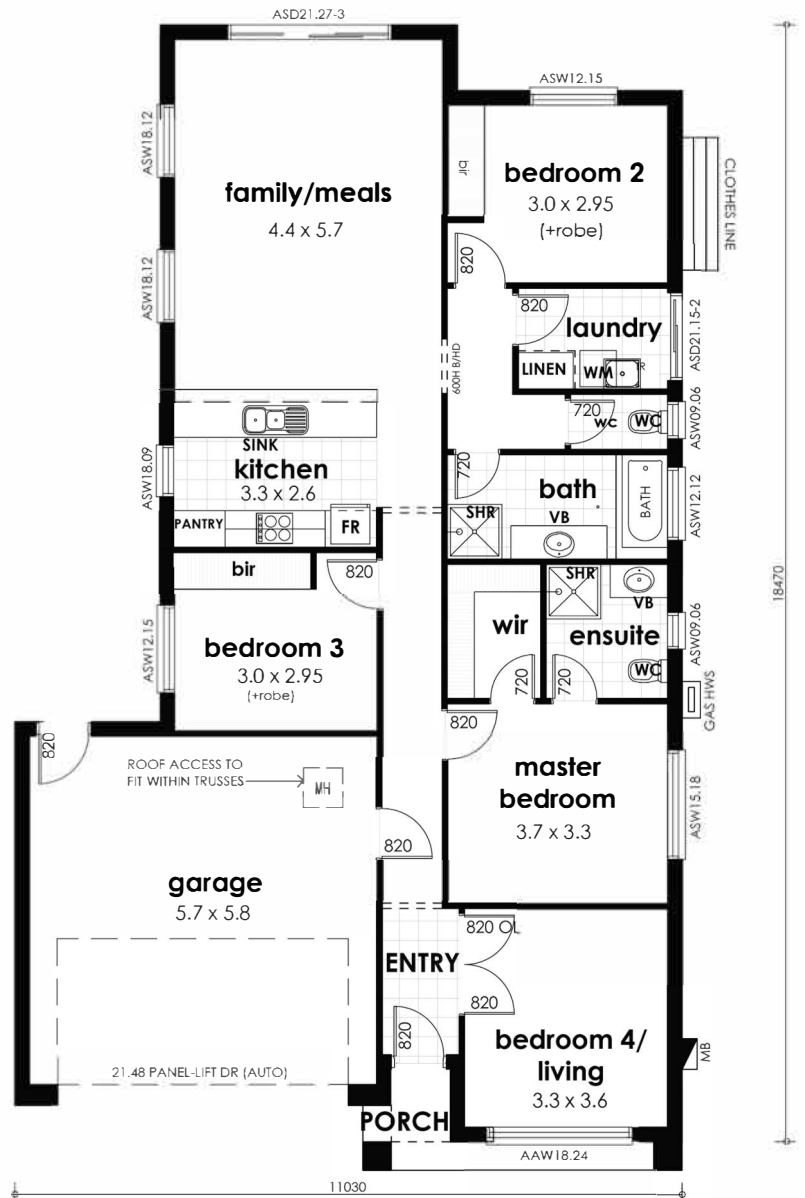 ASD21.27-3
ASW12.15
ASW18.12
bir
bedroom 2
3.0 x 2.95
(+robe)
CLOTHES LINE
family/meals
4.4 x 5.7
820
ASW18.12
820
laundry
ASD21.15-2
600H B/HD
LINEN
WM
ASW09.06
720
wc
WC
SINK
kitchen
3.3 x 2.6
ASW18.09
720
bath
BATH
ASW12.12
PANTRY
FR
SHR
VB
bir
820
SHR
VB
18470
ASW12.15
bedroom 3
3.0 x 2.95
(+robe)
wir
ensuite
ASW09.06
WC
720
720
GAS HWS
820
820
ROOF ACCESS TO
FIT WITHIN TRUSSES
MH
master
bedroom
3.7 x 3.3
ASW15.18
820
garage
5.7 x 5.8
820 OL
ENTRY
820
820
bedroom 4/
living
3.3 x 3.6
MB
21.48 PANEL-LIFT DR (AUTO)
PORCH
AAW18.24
11030